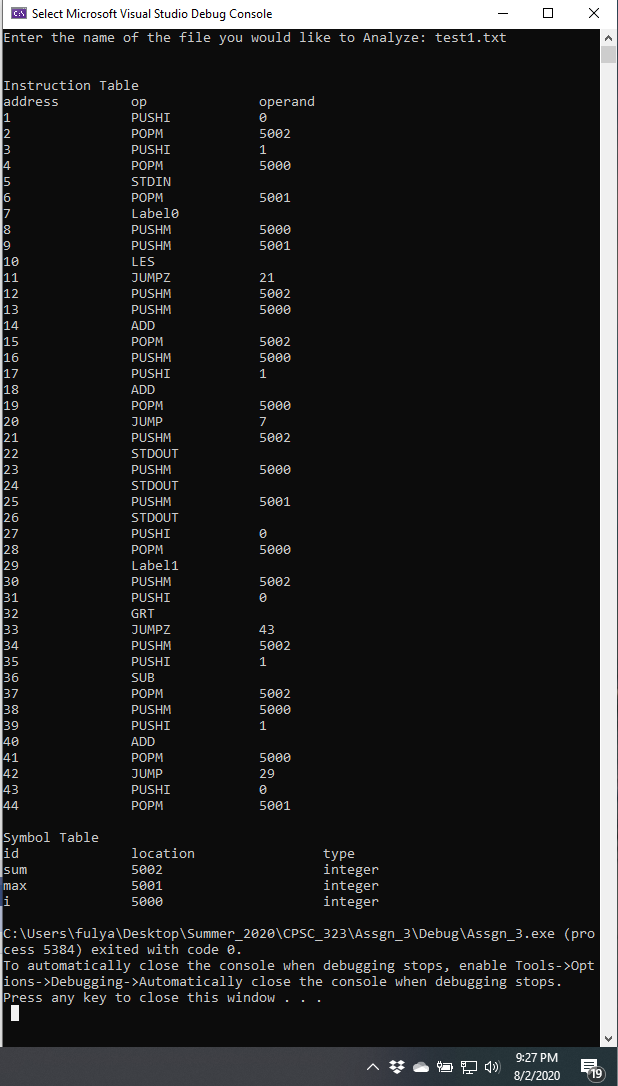 Select Microsoft Visual Studio Debug Console
Enter the name of the file you would like to Analyze: test1.txt
Instruction Table
address op operand
1 PUSHI 0
2 POPM 5002
3 PUSHI 1
4 POPM 5000
5 STDIN
6 POPM 5001
7 Label0
8 PUSHM 5000
9 PUSHM 5001
10 LES
11 JUMPZ 21
12 PUSHM 5002
13 PUSHM 5000
14 ADD
15 POPM 5002
16 PUSHM 5000
17 PUSHI 1
18 ADD
19 POPM 5000
20 JUMP 7
21 PUSHM 5002
22 STDOUT
23 PUSHM 5000
24 STDOUT
25 PUSHM 5001
26 STDOUT
27 PUSHI 0
28 POPM 5000
29 Label1
30 PUSHM 5002
31 PUSHI 0
32 GRT
33 JUMPZ 43
34 PUSHM 5002
35 PUSHI 1
36 SUB
37 POPM 5002
38 PUSHM 5000
39 PUSHI 1
40 ADD
41 POPM 5000
42 JUMP 29
43 PUSHI 0
44 POPM 5001
Symbol Table
id location type
sum 5002 integer
max 5001 integer
i 5000 integer
C:\Users\fulya\Desktop\Summer_2020\CPSC_323\Assgn_3\Debug\Assgn_3.exe (pro
cess 5384) exited with code 0.
To automatically close the console when debugging stops, enable Tools->Opt
ions->Debugging->Automatically close the console when debugging stops.
Press any key to close this window . . .
9:27 PM
8/2/2020
19